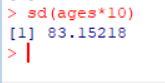 > sd(ages*10)
[1] 83.15218
>